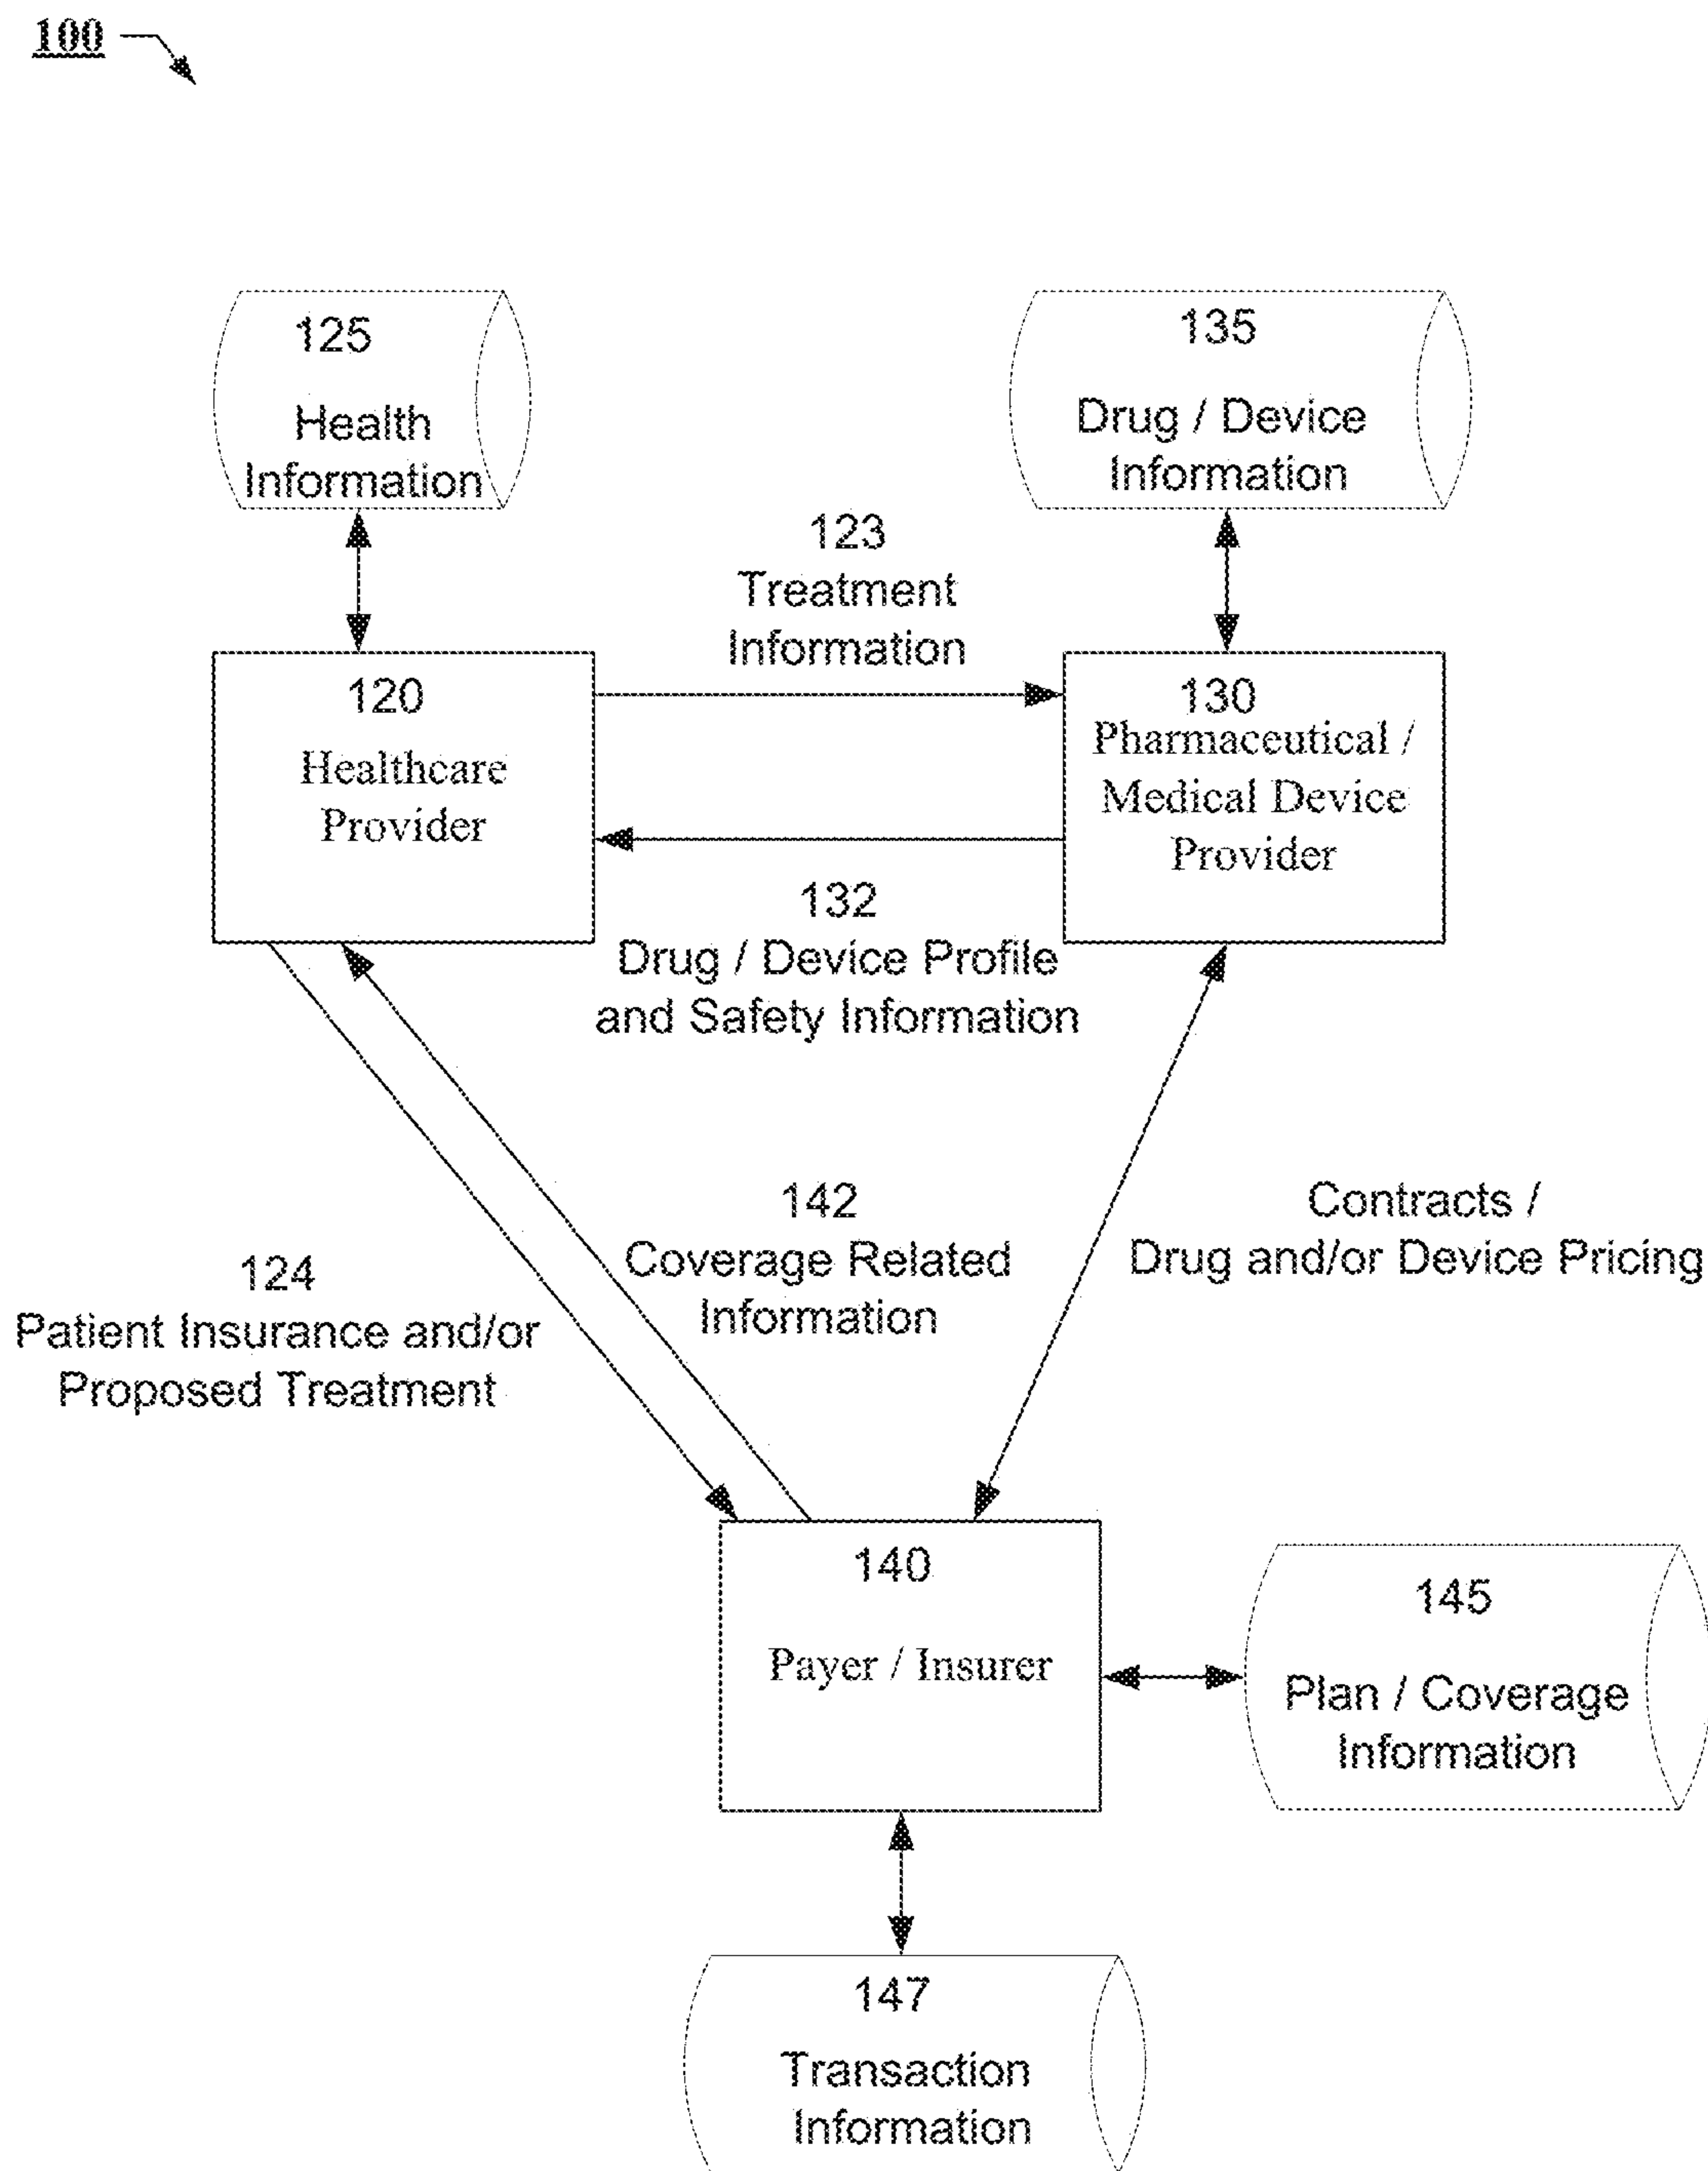 100
125
Health
Information
135
Drug / Device
Information
123
Treatment
Information
120
Healthcare
Provider
130
Pharmaceutical /
Medical Device
Provider
132
Drug / Device Profile
and Safety Information
142
Coverage Related
Information
Contracts /
Drug and/or Device Pricing
124
Patient Insurance and/or
Proposed Treatment
140
Payer / Insurer
145
Plan / Coverage
Information
147
Transaction
Information